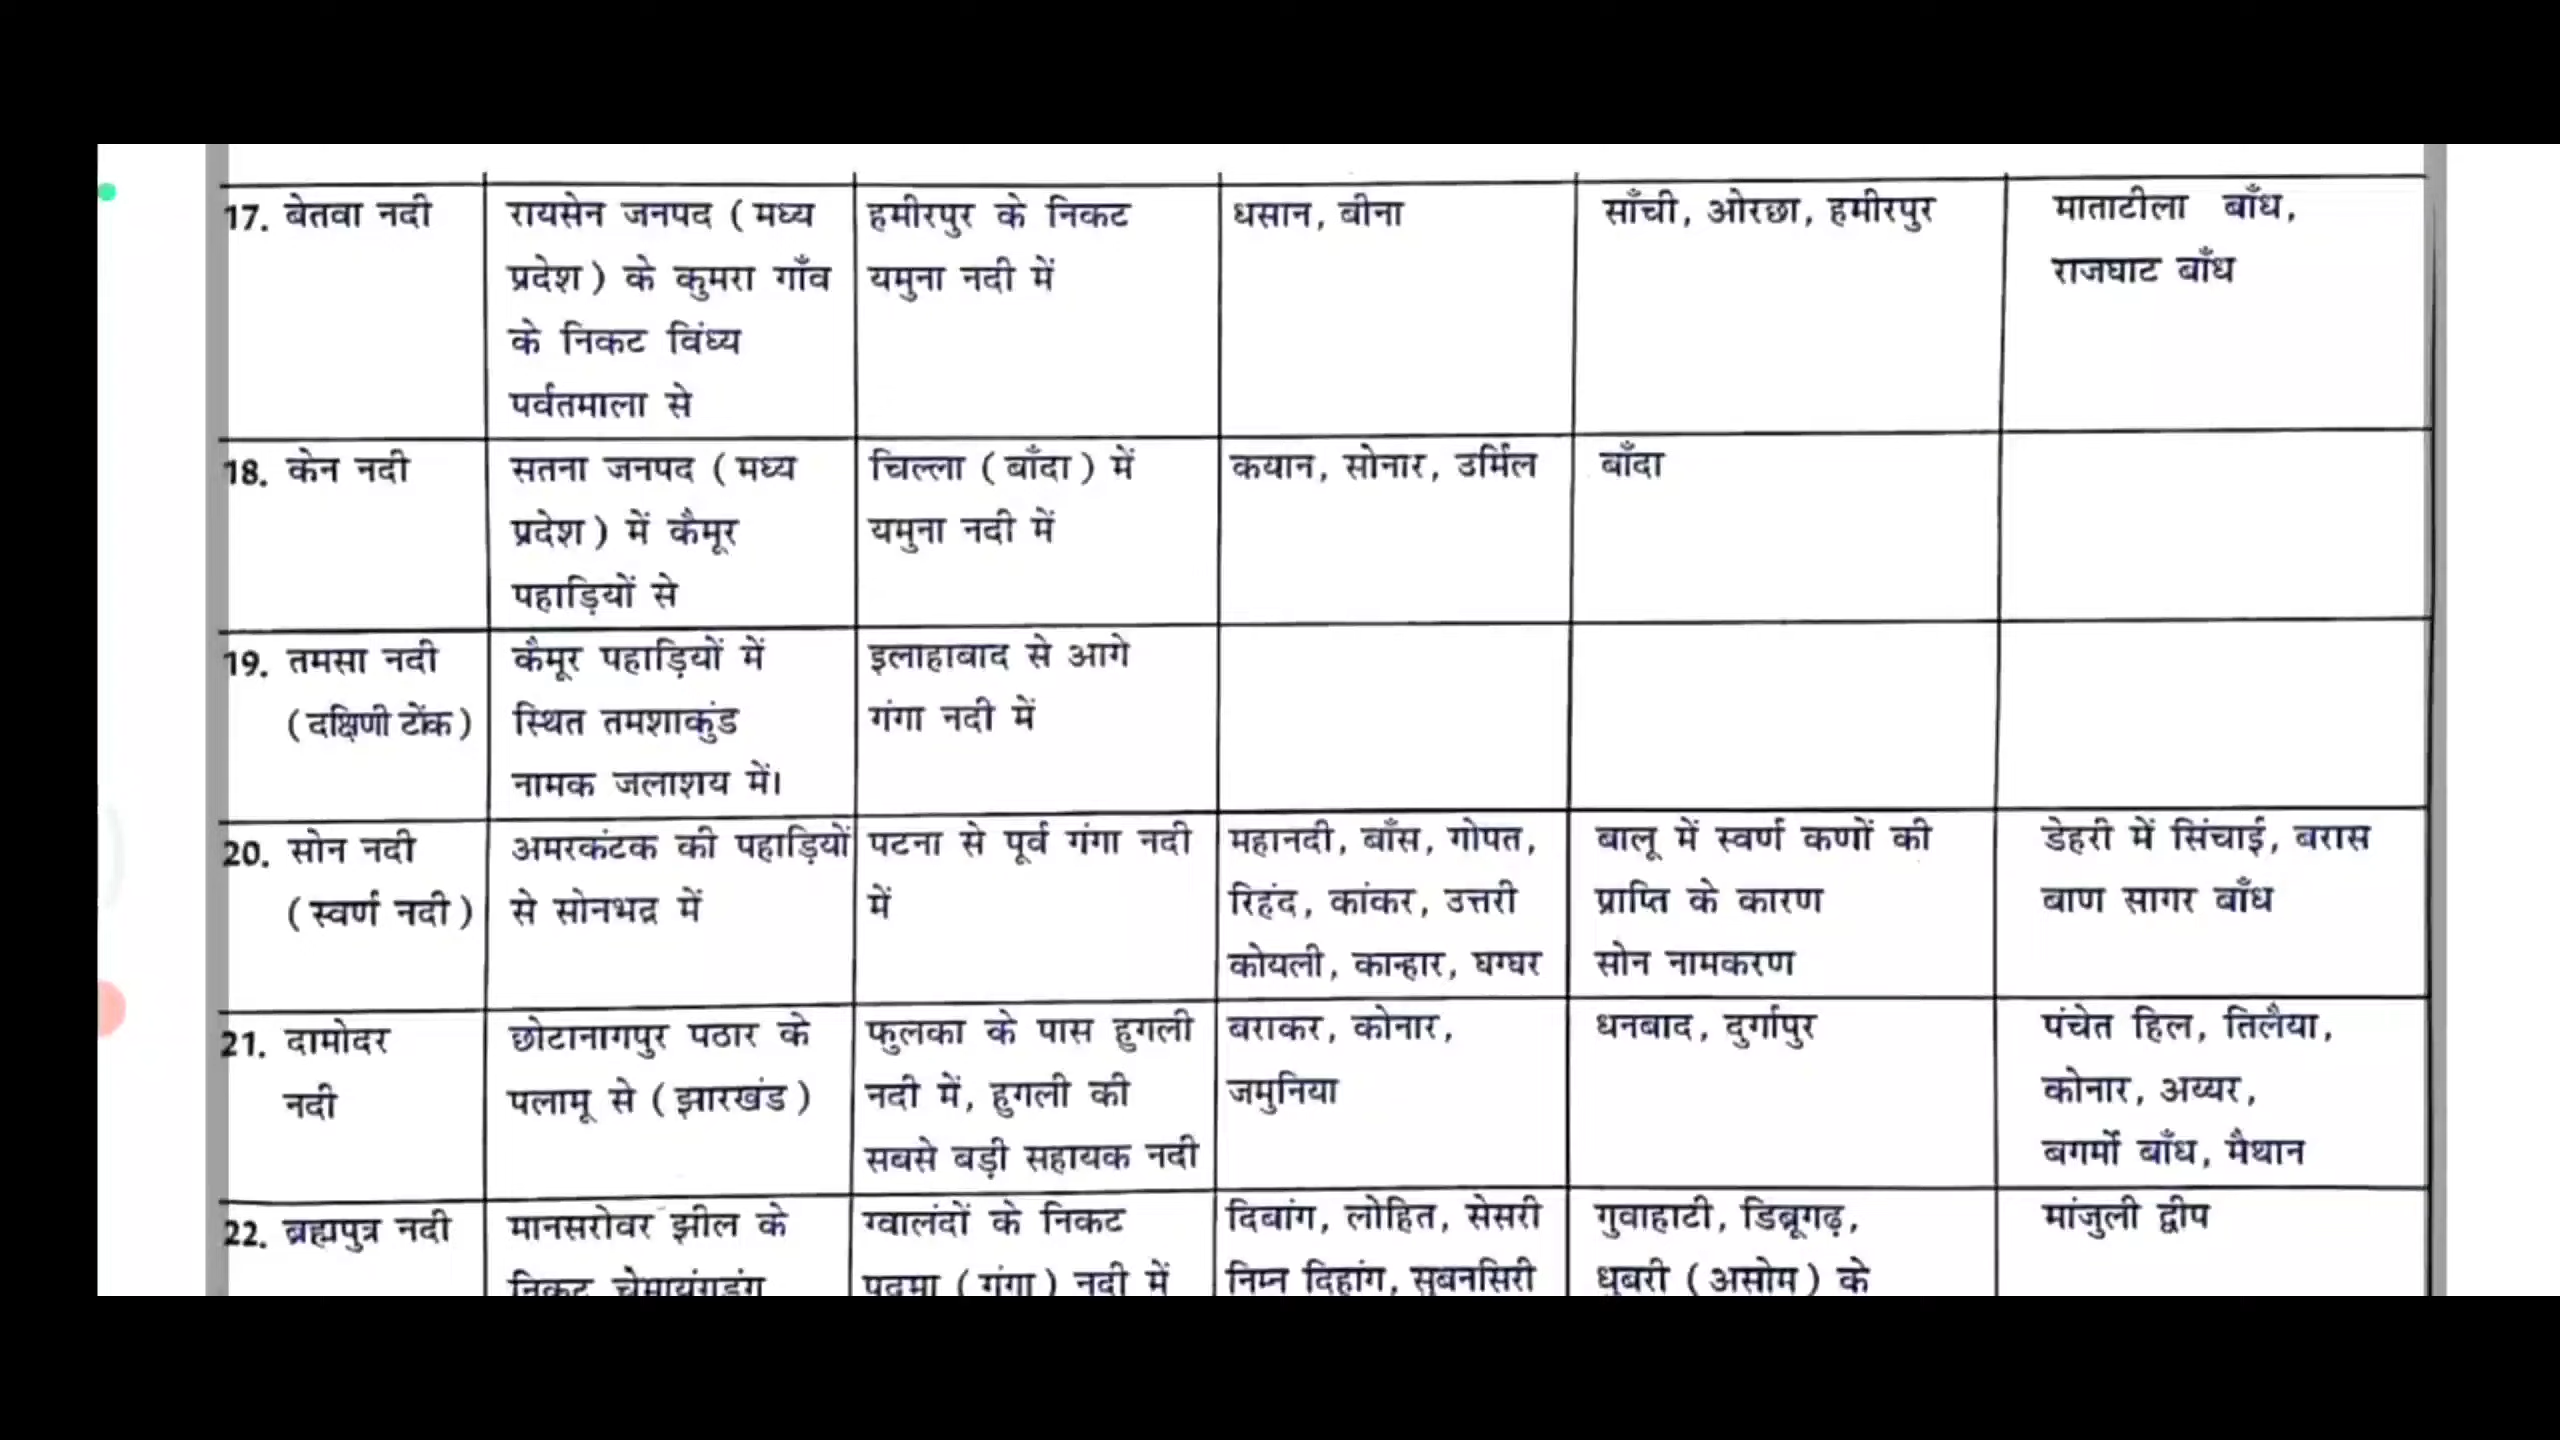 17. बेतवा नदी
रायसेन जनपद ( मध्य
प्रदेश ) के कुमरा गाँव
के निकट विंध्य
पर्वतमाला से
हमीरपुर के निकट
यमुना नदी में
धसान, बीना
साँची, ओरछा, हमीरपुर
माताटीला बाँध,
राजघाट बाँध
18. केन नदी
सतना जनपद ( मध्य
प्रदेश ) में कैमूर
पहाड़ियों से
चिल्ला ( बाँदा ) में
यमुना नदी में
कयान, सोनार, उर्मिल
बाँदा
19. तमसा नदी
( दक्षिणी टोंक )
कैमूर पहाड़ियों में
स्थित तमशाकुंड
नामक जलाशय में।
इलाहाबाद से आगे
गंगा नदी में
20. सोन नदी
( स्वर्ण नदी )
अमरकंटक की पहाड़ियों
से सोनभद्र में
पटना से पूर्व गंगा नदी
में
महानदी, बाँस, गोपत,
रिहंद, कांकर, उत्तरी
कोयली, कान्हार, घग्घर
बालू में स्वर्ण कणों की
प्राप्ति के कारण
सोन नामकरण
डेहरी में सिंचाई, बरास
बाण सागर बाँध
21. दामोदर
नदी
छोटानागपुर पठार के
पलामू से ( झारखंड )
फुलका के पास हुगली
नदी में, हुगली की
सबसे बड़ी सहायक नदी
बराकर, कोनार,
जमुनिया
धनबाद, दुर्गापुर
पंचेत हिल, तिलैया,
कोनार, अय्यर,
बगर्मो बाँध, मैथान
22. ब्रह्मपुत्र नदी
मानसरोवर झील के
निकट चेमायुंगडुंग
ग्वालंदों के निकट
पदमा ( गंगा ) नदी में
दिबांग, लोहित, सेसरी
निम्न दिहांग, सुबनसिरी
गुवाहाटी, डिब्रूगढ़,
धुबरी ( असोम ) के
मांजुली द्वीप